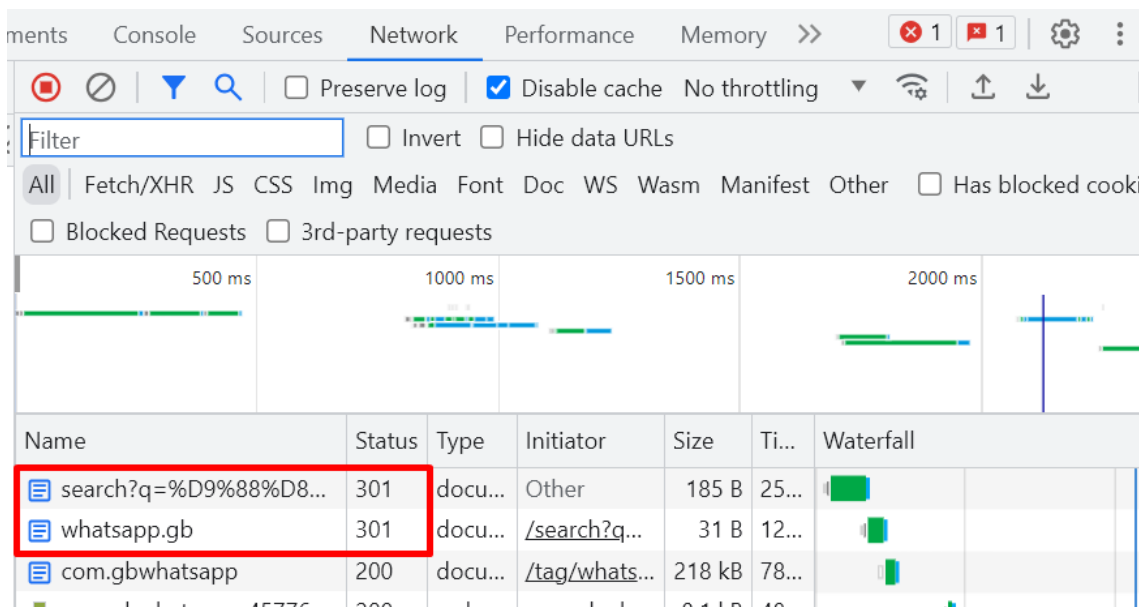 ments Console Sources Network Performance Memory 1 1
Preserve log Disable cache No throttling
Filter Invert Hide data URLs
All Fetch/XHR JS CSS Img Media Font Doc WS Wasm Manifest Other Has blocked cooki
Blocked Requests 3rd-party requests
500 ms 1000 ms 1500 ms 2000 ms
Name Status Type Initiator Size Ti... Waterfall
search?q=%D9%88%D8... 301 docu... Other 185 B 25...
whatsapp.gb 301 docu... /search?q... 31 B 12...
com.gbwhatsapp 200 docu... /tag/whats... 218 kB 78...